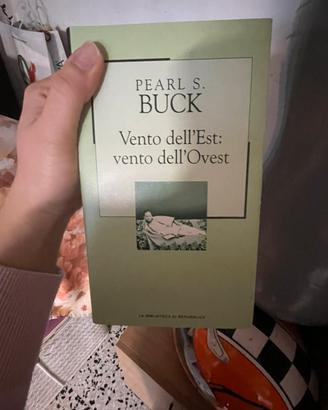 PEARL S.
BUCK
Vento dell'Est:
vento dell'Ovest
LA BIBLIOTECA DI REPUBBLICA